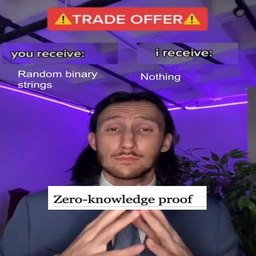 ⚠️TRADE OFFER⚠️
you receive:
i receive:
Random binary
strings
Nothing
Zero-knowledge proof